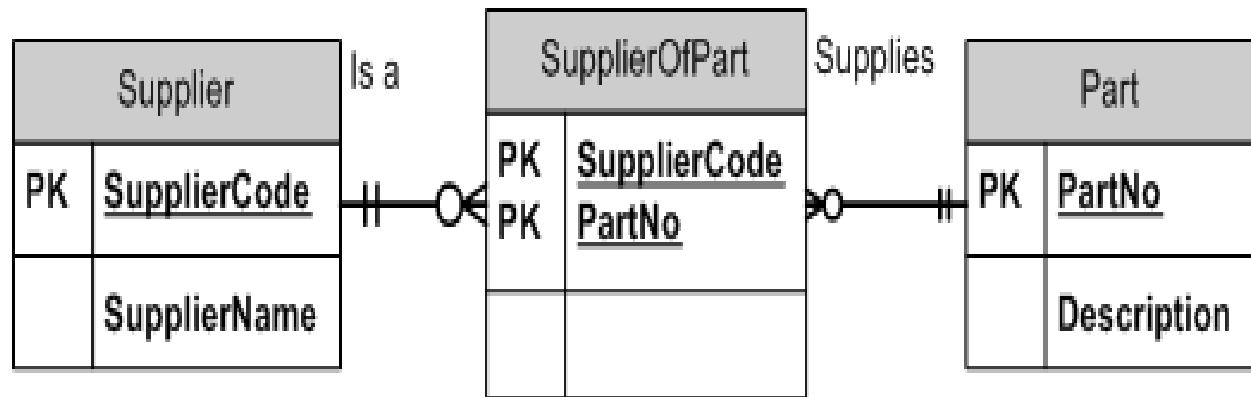 Supplier
PK SupplierCode
SupplierName
Is a
SupplierOfPart
PK SupplierCode
PK PartNo
Supplies
Part
PK PartNo
Description